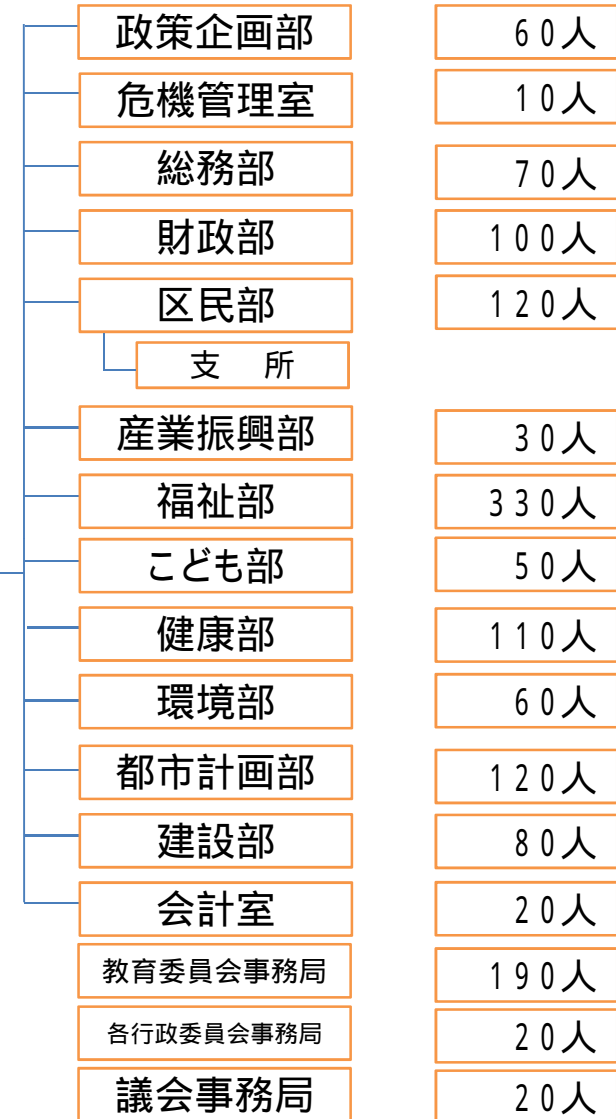 政策企画部 60人
危機管理室 10人
総務部 70人
財政部 100人
区民部 120人
支 所
産業振興部 30人
福祉部 330人
こども部 50人
健康部 110人
環境部 60人
都市計画部 120人
建設部 80人
会計室 20人
教育委員会事務局 190人
各行政委員会事務局 20人
議会事務局 20人